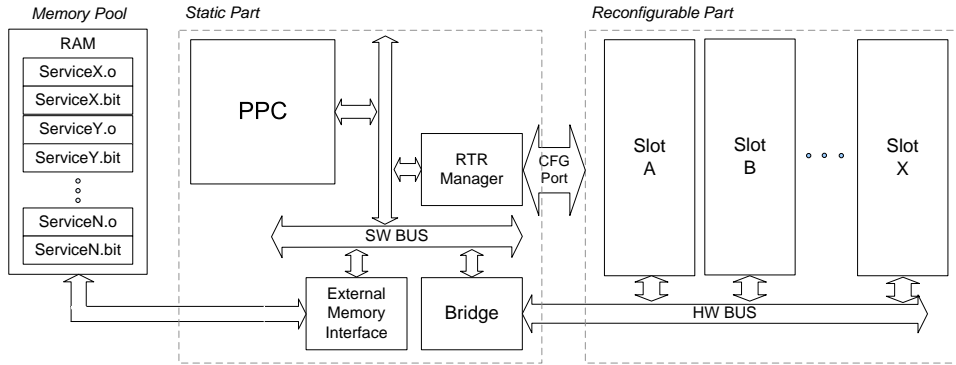 Memory Pool
Static Part
Reconfigurable Part
RAM
ServiceX.o
ServiceX.bit
ServiceY.o
ServiceY.bit
ServiceN.o
ServiceN.bit
PPC
RTR
Manager
CFG
Port
SW BUS
External
Memory
Interface
Bridge
Slot
A
Slot
B
Slot
X
HW BUS